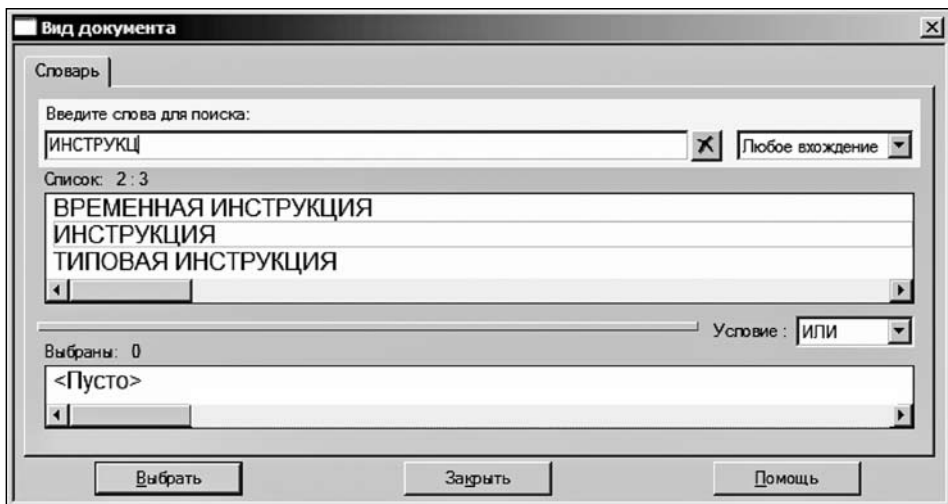 Вид документа
Словарь
Введите слова для поиска:
ИНСТРУКЦ
Любое вхождение
Список: 2 : 3
ВРЕМЕННАЯ ИНСТРУКЦИЯ
ИНСТРУКЦИЯ
ТИПОВАЯ ИНСТРУКЦИЯ
Условие : ИЛИ
Выбраны: 0
<Пусто>
Выбрать Закрыть Помощь